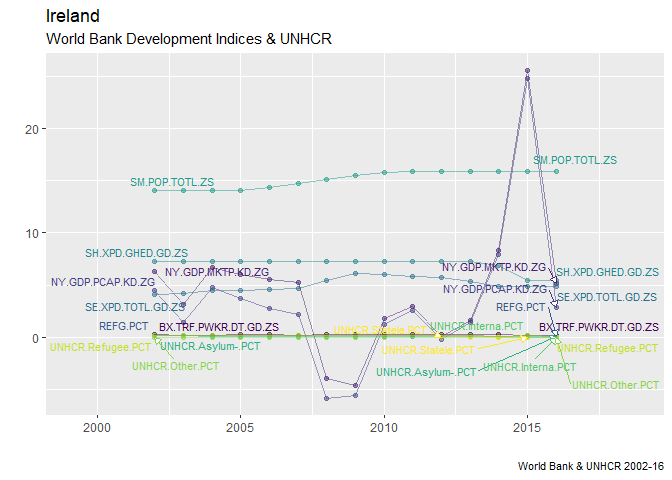 Ireland
World Bank Development Indices & UNHCR
20
10
0
SM.POP.TOTL.ZS
SM.POP.TOTL.ZS
SH.XPD.GHED.GD.ZS
NY.GDP.MKTP.KD.ZG
NY.GDP.MKTP.KD.ZG
SH.XPD.GHED.GD.ZS
NY.GDP.PCAP.KD.ZG
NY.GDP.PCAP.KD.ZG
SE.XPD.TOTL.GD.ZS
SE.XPD.TOTL.GD.ZS
REFG.PCT
REFG.PCT
BX.TRF.PWKR.DT.GD.ZS
UNHCR.Statele.PCT
UNHCR.Interna.PCT
BX.TRF.PWKR.DT.GD.ZS
UNHCR.Refugee.PCT
UNHCR.Asylum-.PCT
UNHCR.Statele.PCT
UNHCR.Refugee.PCT
UNHCR.Other.PCT
UNHCR.Asylum-.PCT
UNHCR.Interna.PCT
UNHCR.Other.PCT
2000
2005
2010
2015
World Bank & UNHCR 2002-16